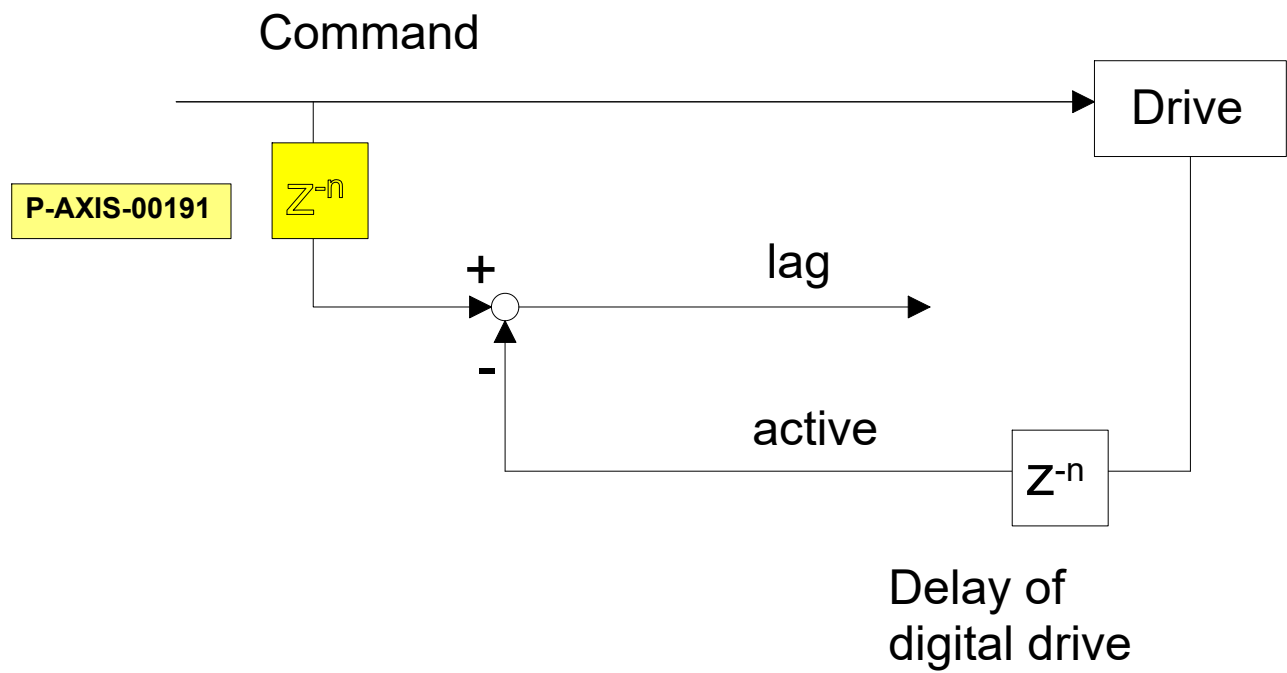 Command
Drive
Z⁻ⁿ
P-AXIS-00191
+
lag
-
active
z⁻ⁿ
Delay of
digital drive